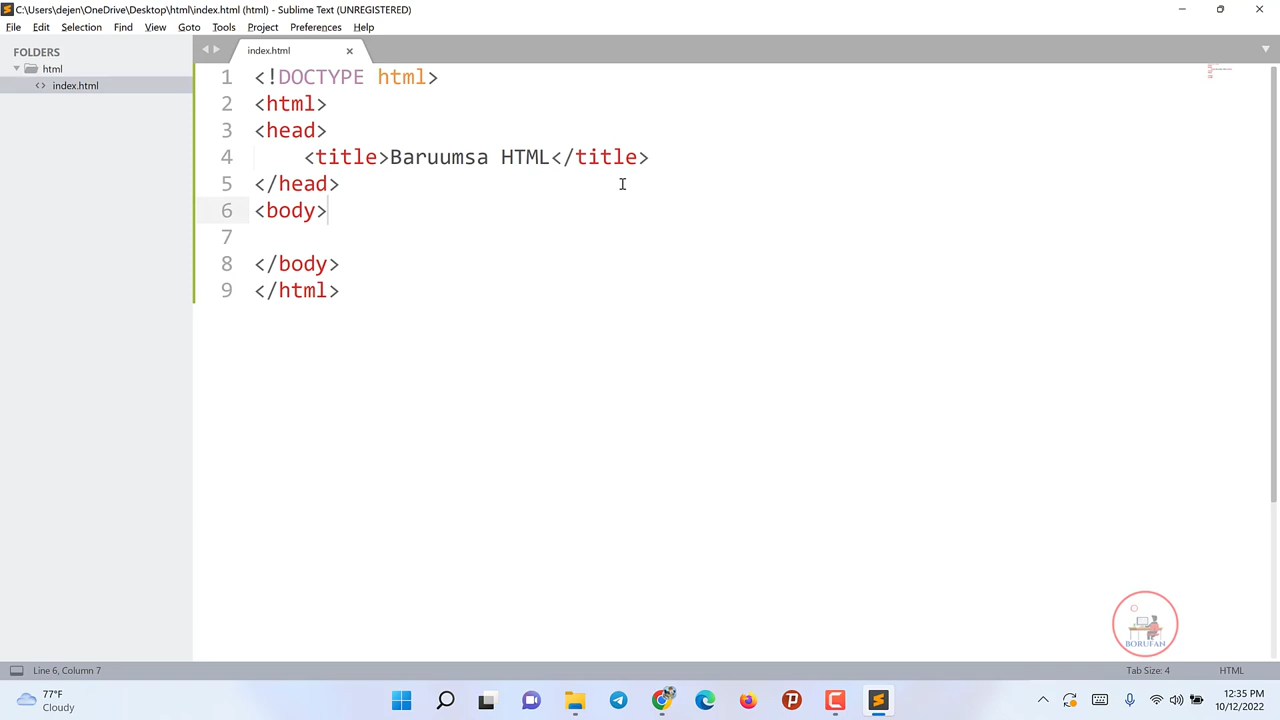 C:\Users\dejen\OneDrive\Desktop\html\index.html (html) - Sublime Text (UNREGISTERED)
File Edit Selection Find View Goto Tools Project Preferences Help
FOLDERS
html
index.html
index.html
1 <!DOCTYPE html>
2 <html>
3 <head>
4 <title>Baruumsa HTML</title>
5 </head>
6 <body>
7
8 </body>
9 </html>
BORUFAN
Line 6, Column 7
Tab Size: 4
HTML
77°F
Cloudy
12:35 PM
10/12/2022